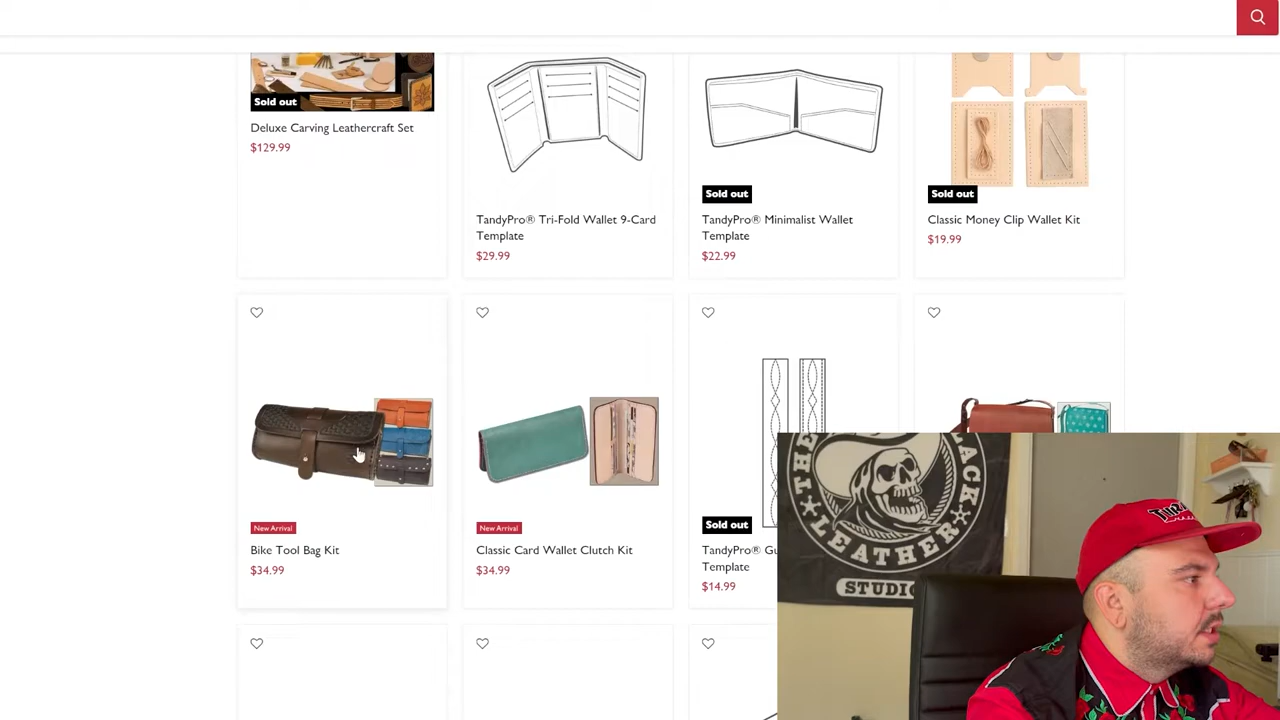 Sold out
Deluxe Carving Leathercraft Set
$129.99
TandyPro® Tri-Fold Wallet 9-Card
Template
$29.99
Sold out
TandyPro® Minimalist Wallet
Template
$22.99
Sold out
Classic Money Clip Wallet Kit
$19.99
New Arrival
Bike Tool Bag Kit
$34.99
New Arrival
Classic Card Wallet Clutch Kit
$34.99
Sold out
TandyPro® Gu
Template
$14.99
THE
JACK
LEATHER
STUDIO